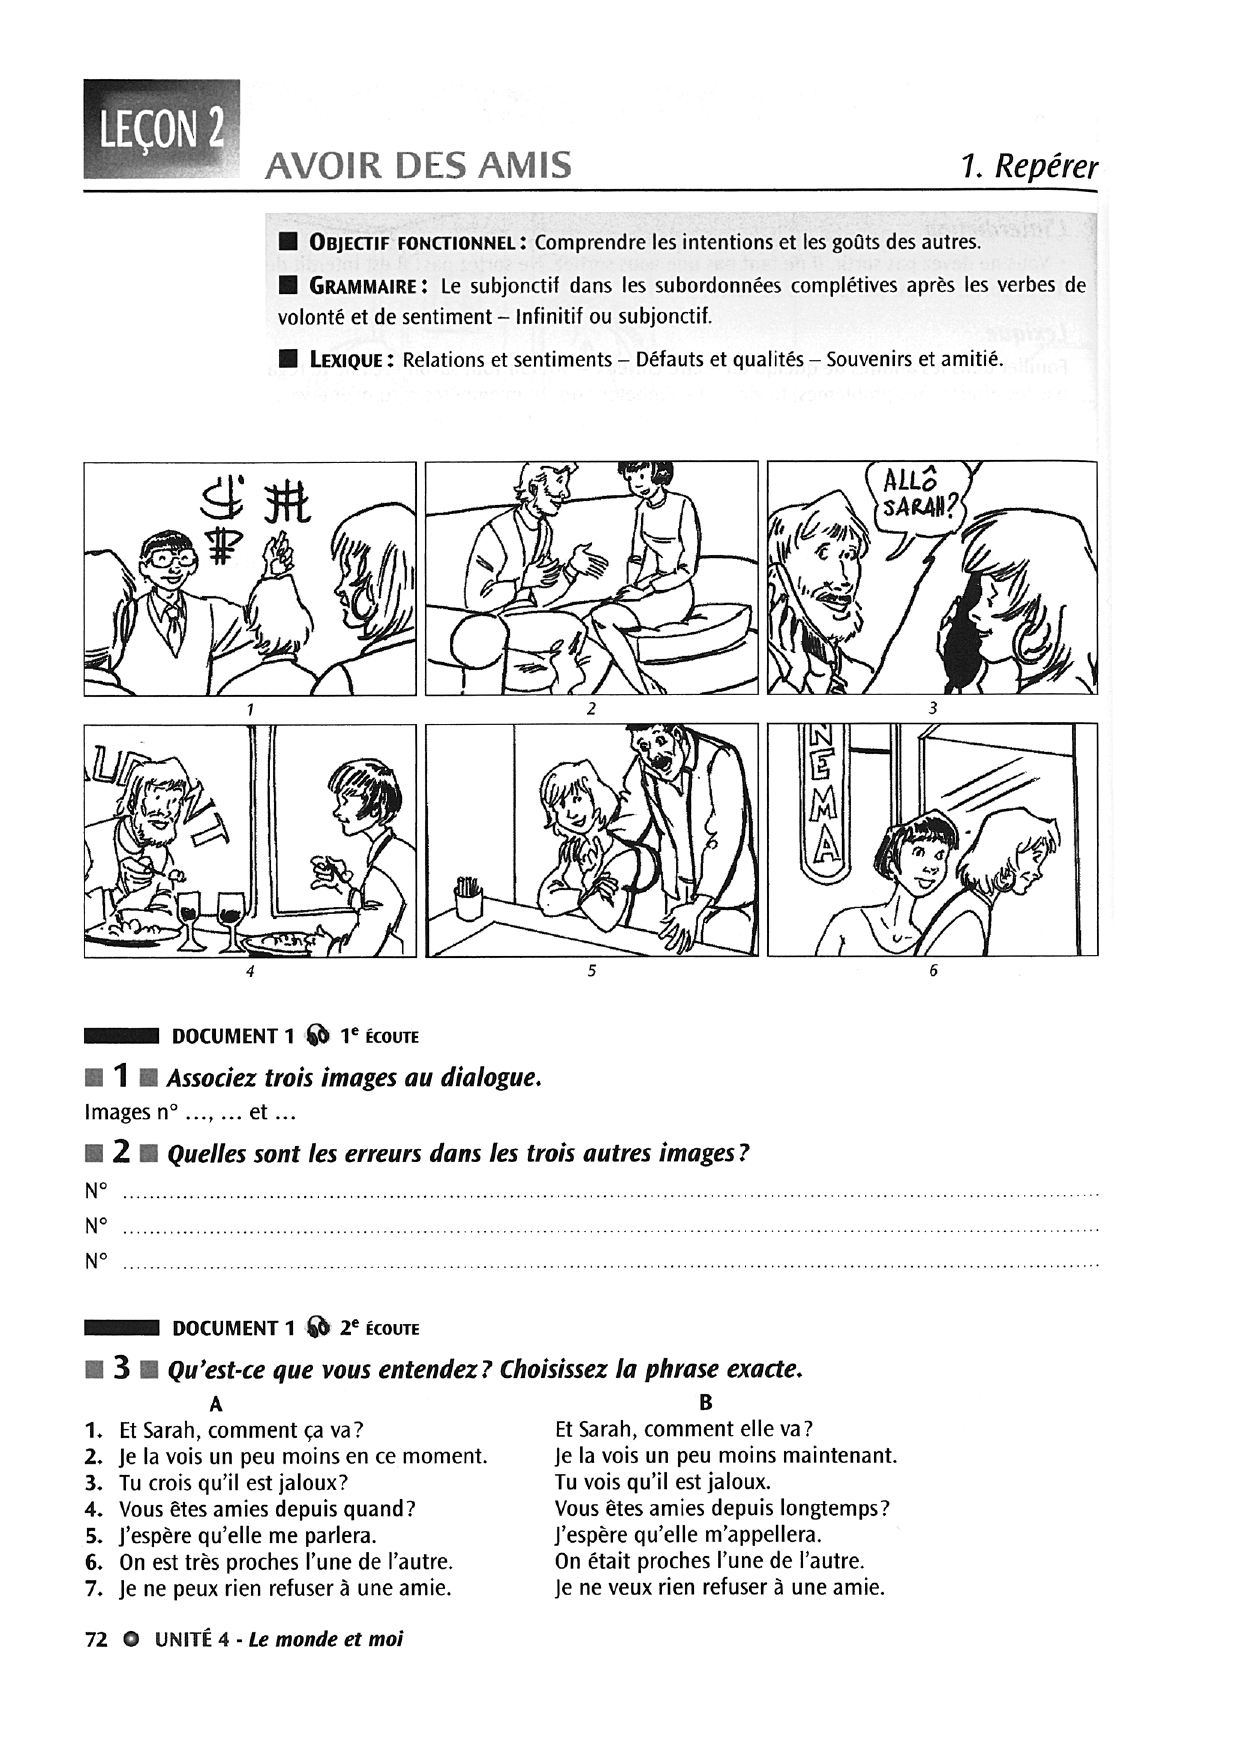 LEÇON 2
AVOIR DES AMIS
1. Repérer
■ OBJECTIF FONCTIONNEL : Comprendre les intentions et les goûts des autres.
■ GRAMMAIRE : Le subjonctif dans les subordonnées complétives après les verbes de
volonté et de sentiment – Infinitif ou subjonctif.
■ LEXIQUE : Relations et sentiments – Défauts et qualités – Souvenirs et amitié.
ALLÔ
SARAH?
1
2
3
NEMA
4
5
6
DOCUMENT 1 1e ÉCOUTE
■ 1 ■ Associez trois images au dialogue.
Images n° ..., ... et ...
■ 2 ■ Quelles sont les erreurs dans les trois autres images ?
N° ........................................
N° ........................................
N° ........................................
DOCUMENT 1 2e ÉCOUTE
■ 3 ■ Qu'est-ce que vous entendez ? Choisissez la phrase exacte.
A B
1. Et Sarah, comment ça va ? Et Sarah, comment elle va ?
2. Je la vois un peu moins en ce moment. Je la vois un peu moins maintenant.
3. Tu crois qu'il est jaloux ? Tu vois qu'il est jaloux.
4. Vous êtes amies depuis quand ? Vous êtes amies depuis longtemps ?
5. J'espère qu'elle me parlera. J'espère qu'elle m'appellera.
6. On est très proches l'une de l'autre. On était proches l'une de l'autre.
7. Je ne peux rien refuser à une amie. Je ne veux rien refuser à une amie.
72 UNITÉ 4 - Le monde et moi